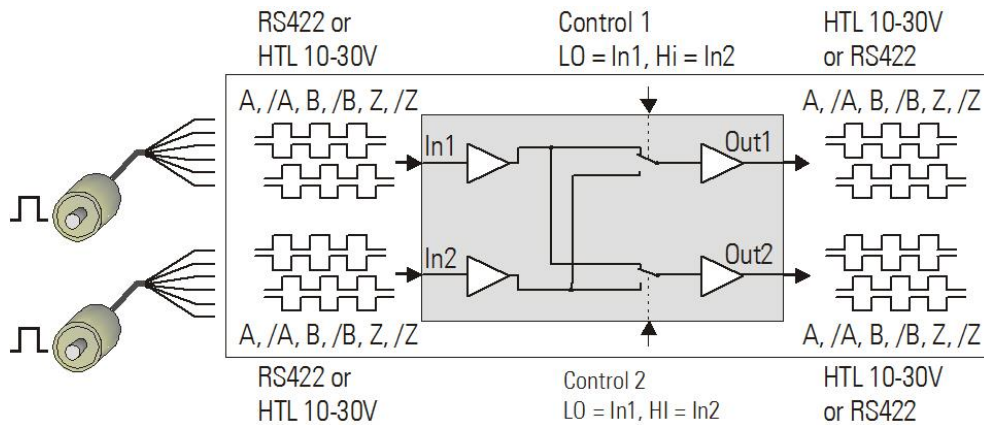 RS422 or
HTL 10-30V
Control 1
LO = In1, Hi = In2
HTL 10-30V
or RS422
A, /A, B, /B, Z, /Z
A, /A, B, /B, Z, /Z
In1
Out1
In2
Out2
A, /A, B, /B, Z, /Z
A, /A, B, /B, Z, /Z
RS422 or
HTL 10-30V
Control 2
LO = In1, HI = In2
HTL 10-30V
or RS422